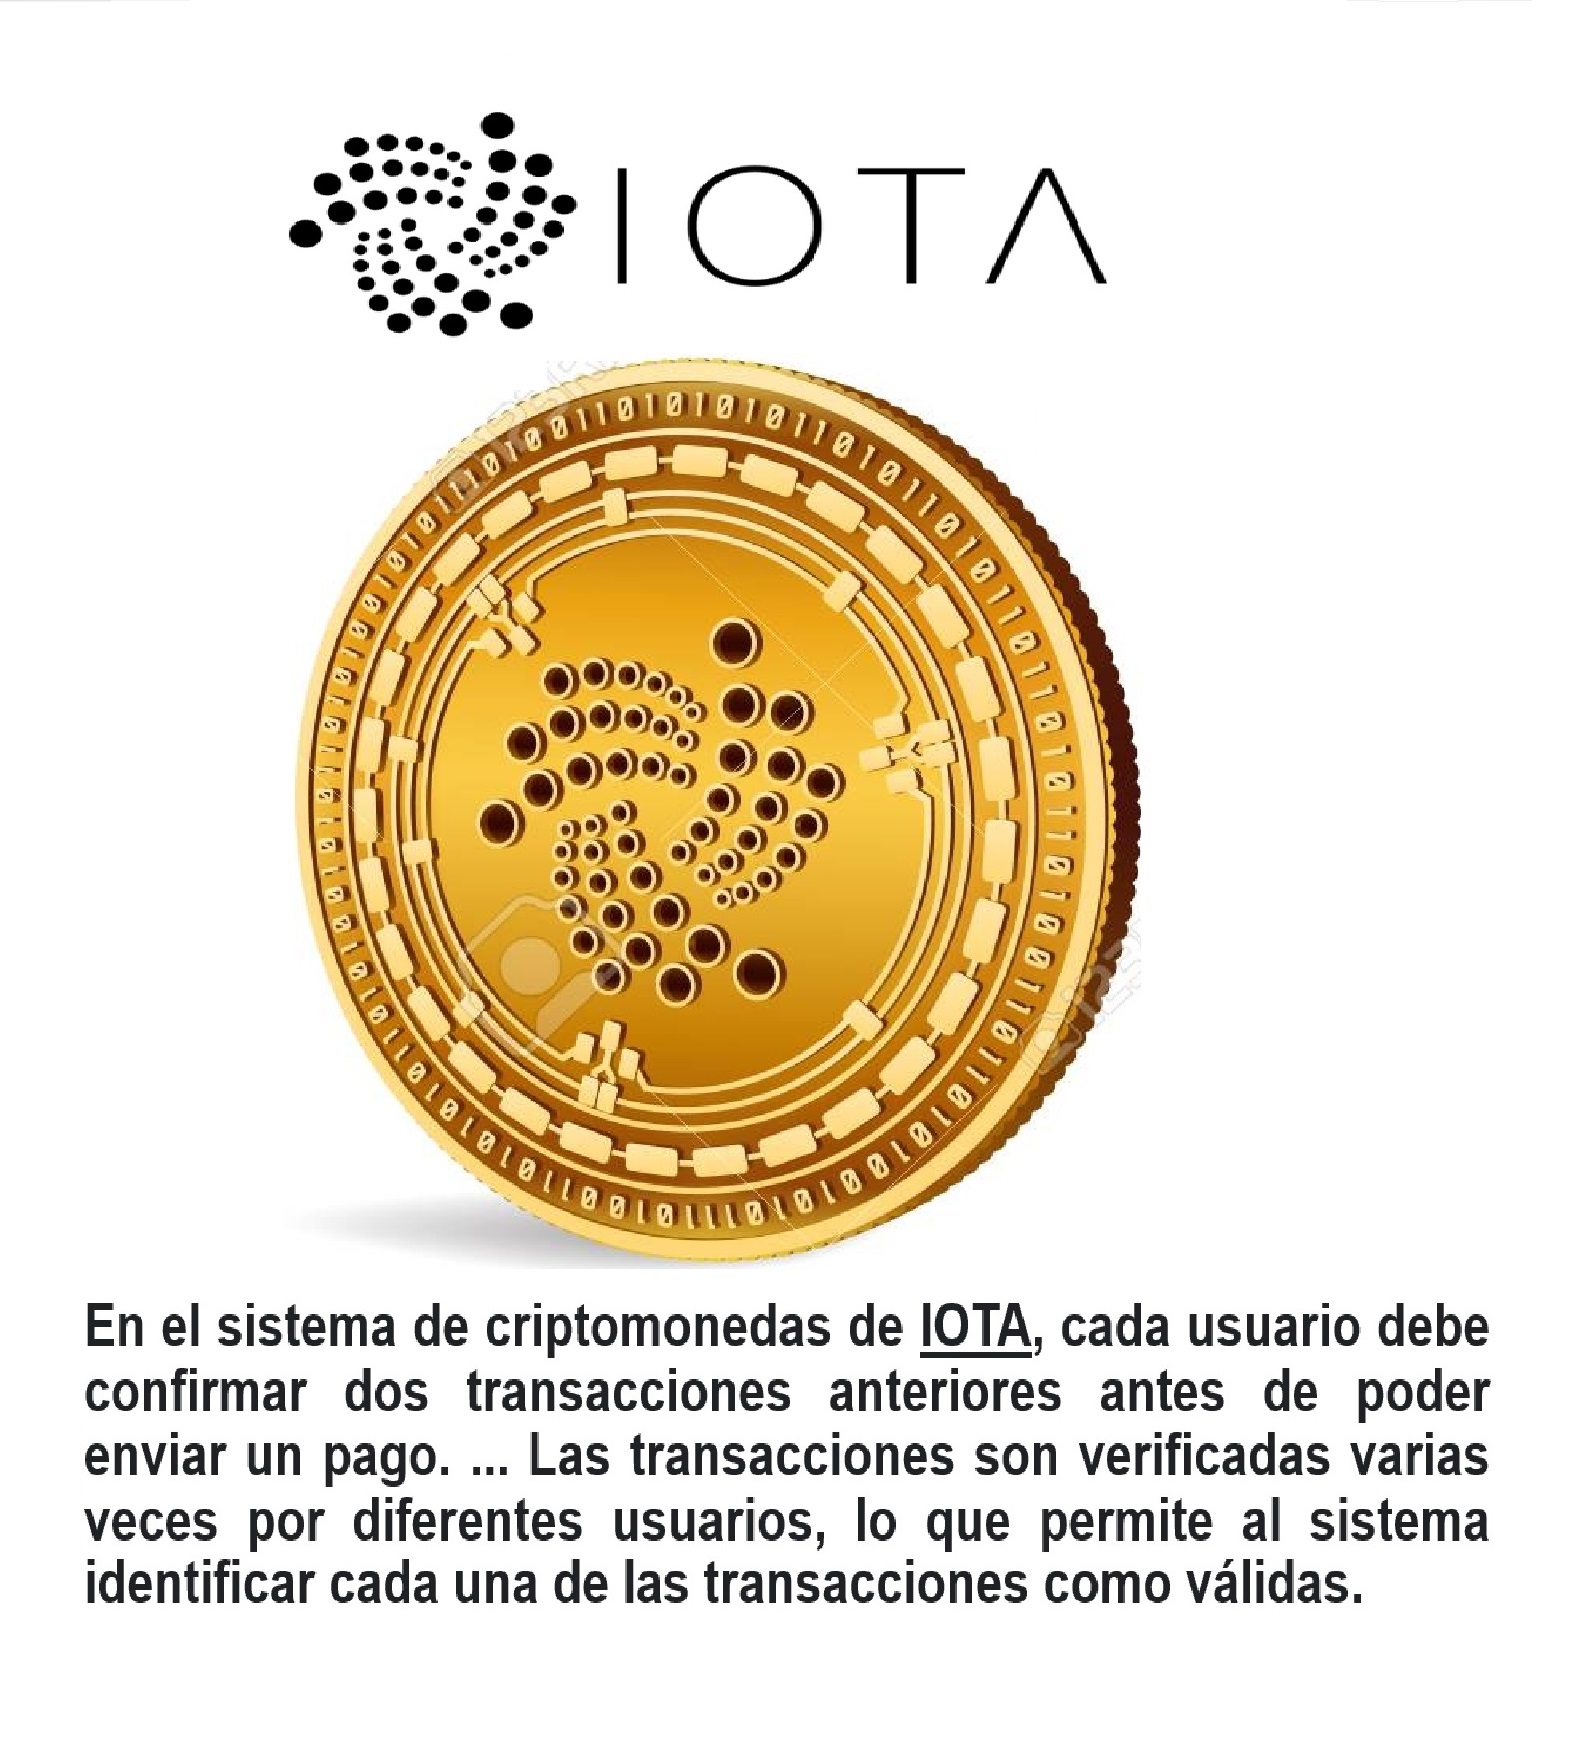 IOTA
En el sistema de criptomonedas de IOTA, cada usuario debe
confirmar dos transacciones anteriores antes de poder
enviar un pago. ... Las transacciones son verificadas varias
veces por diferentes usuarios, lo que permite al sistema
identificar cada una de las transacciones como válidas.